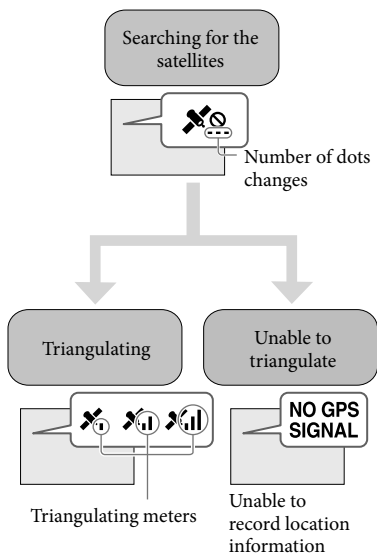 Searching for the
satellites
Number of dots
changes
Triangulating
Unable to
triangulate
NO GPS
SIGNAL
Triangulating meters
Unable to
record location
information